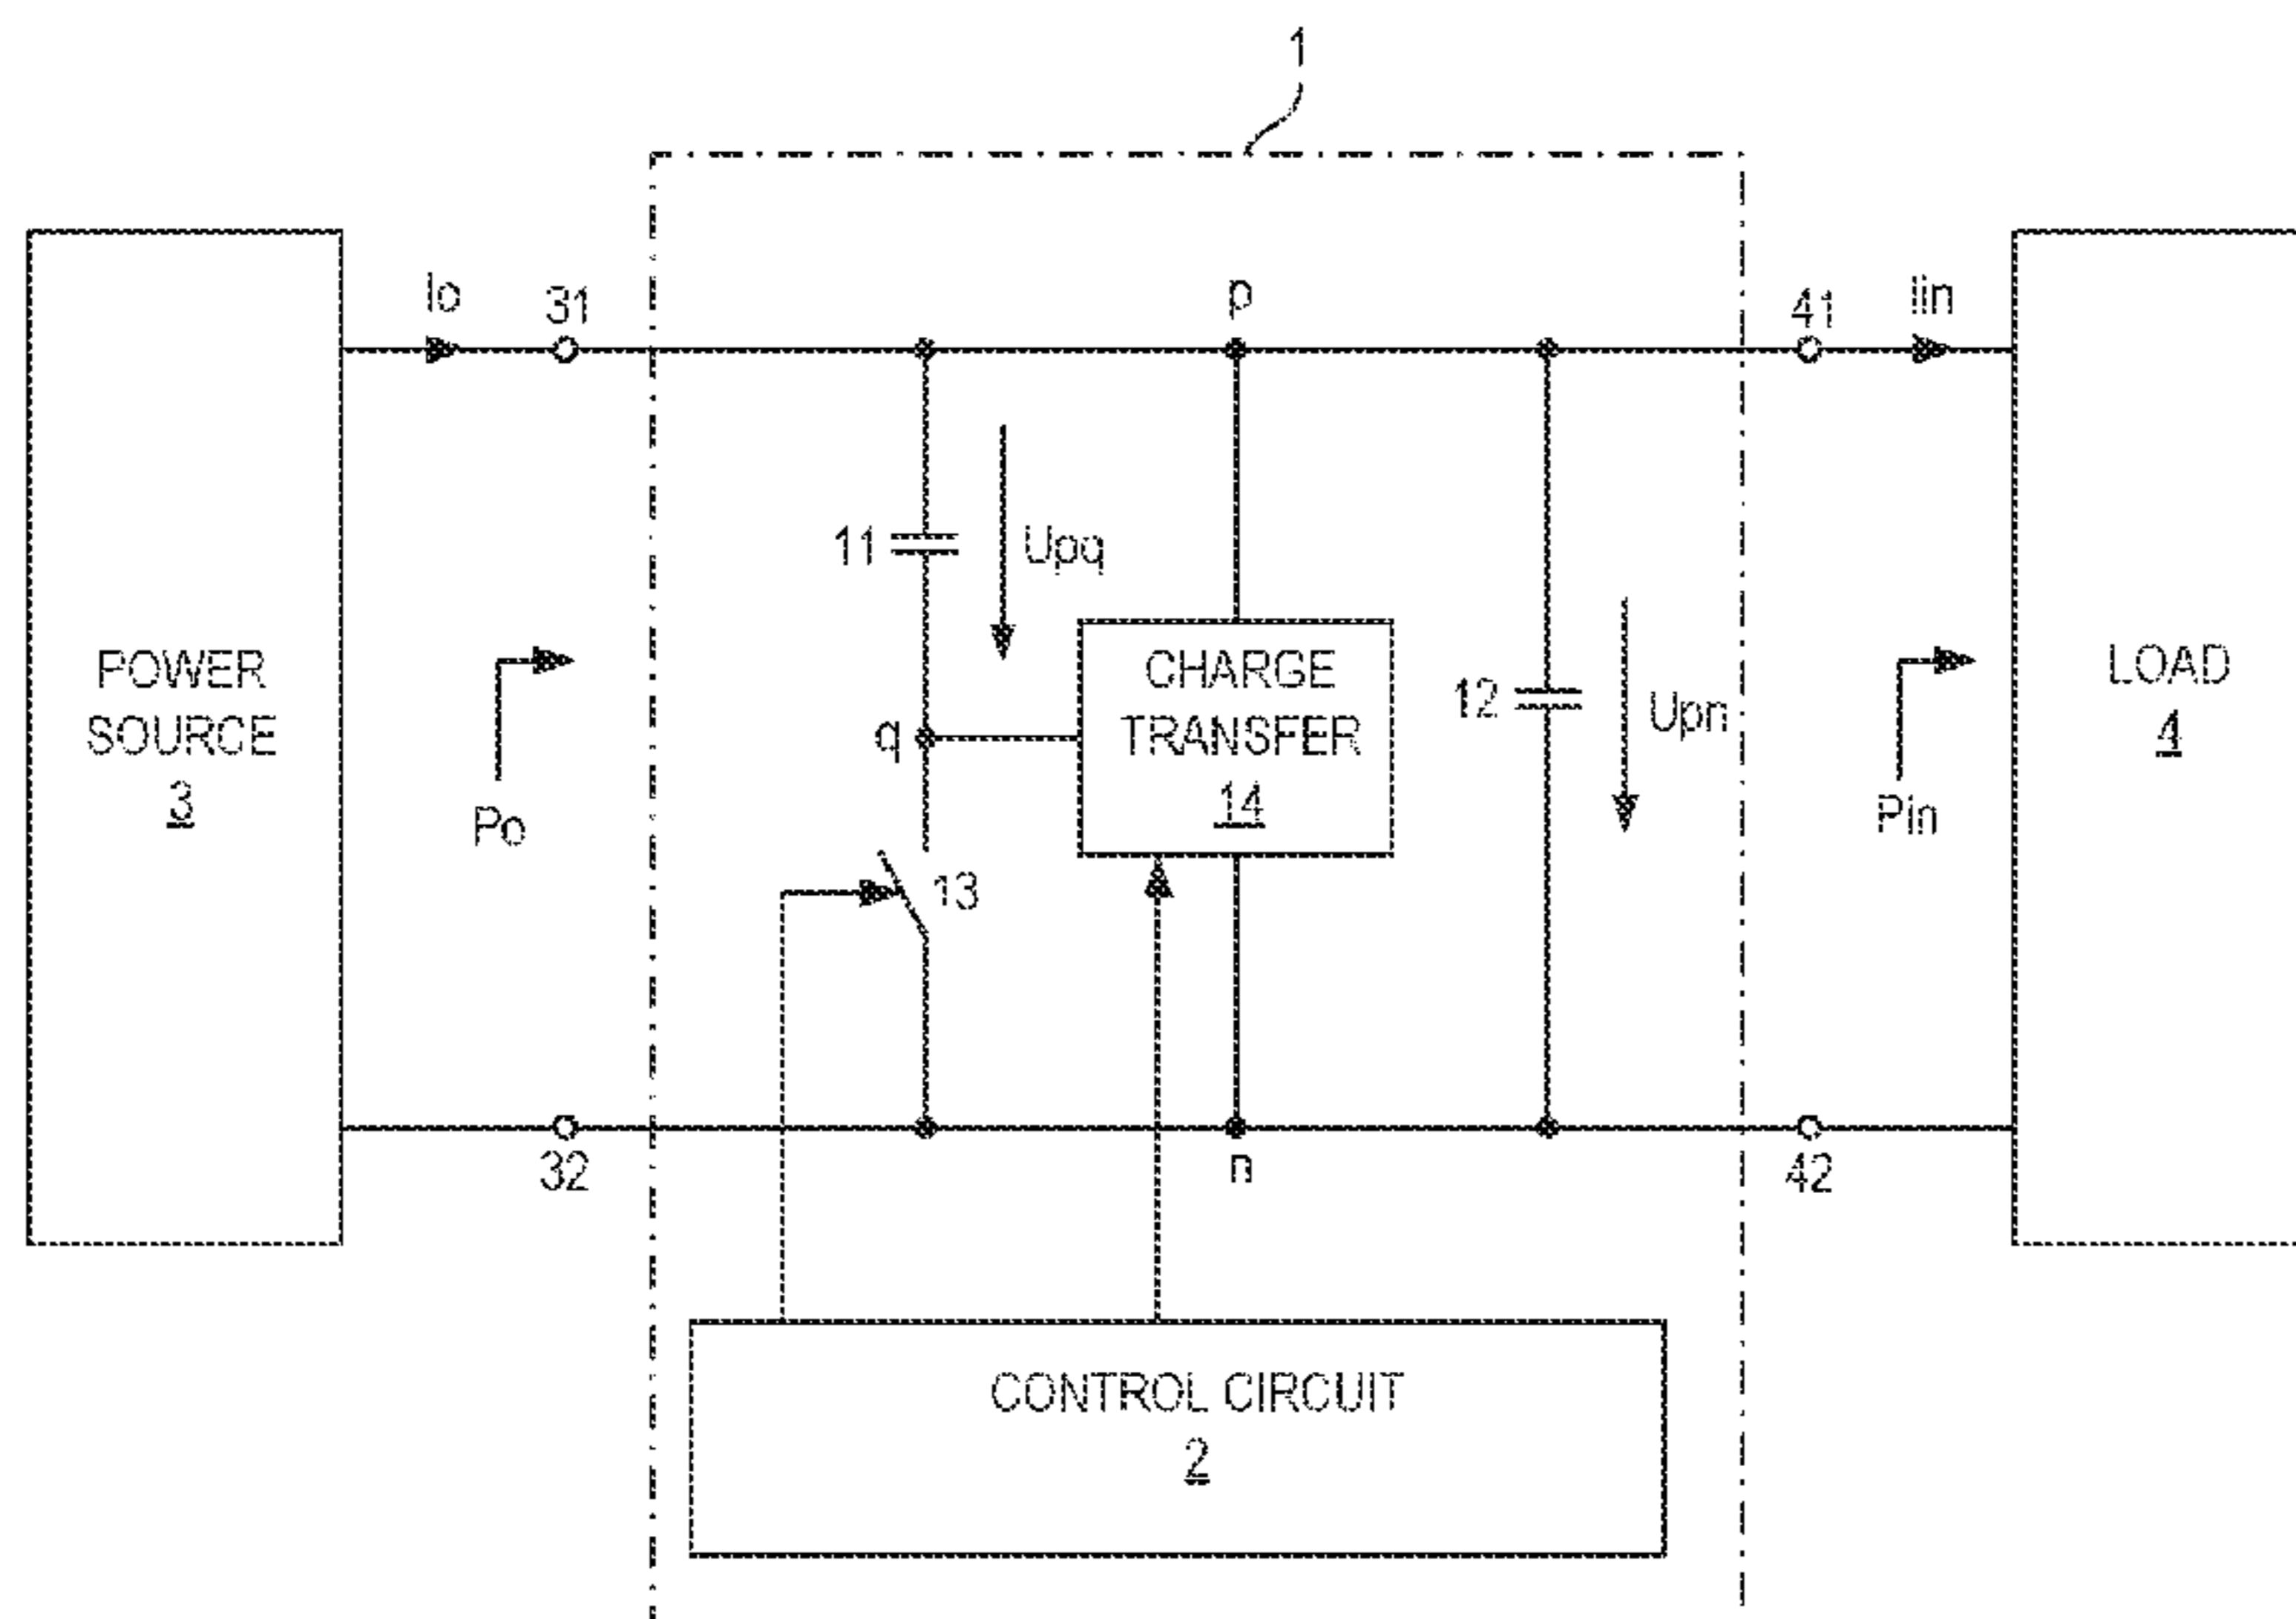 1
Io
31
p
41
iin
11
Upq
POWER
SOURCE
3
Po
q
CHARGE
TRANSFER
14
12
Upn
Pin
LOAD
4
13
32
n
42
CONTROL CIRCUIT
2